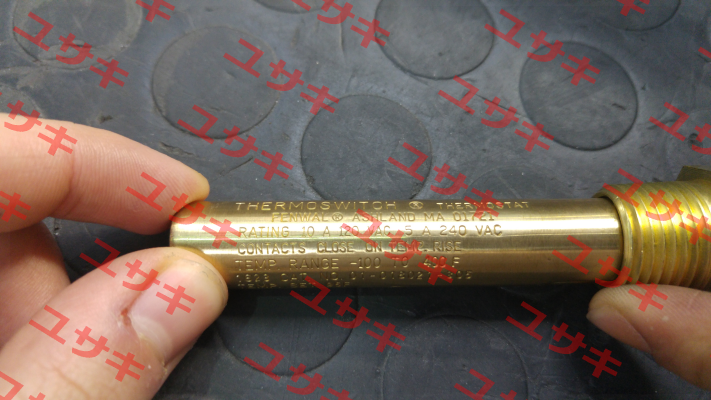 THERMOSWITCH ® THERMOSTAT
FENWAL® ASHLAND MA 01721
RATING 10 A 120 VAC 5 A 240 VAC
CONTACTS CLOSE ON TEMP. RISE
TEMP. RANGE -100 TO 400 F
ユサキ